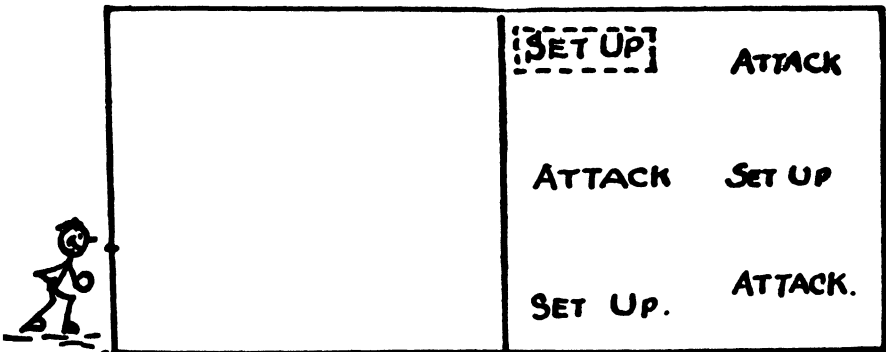 SET UP
ATTACK
ATTACK
SET UP
SET UP.
ATTACK.